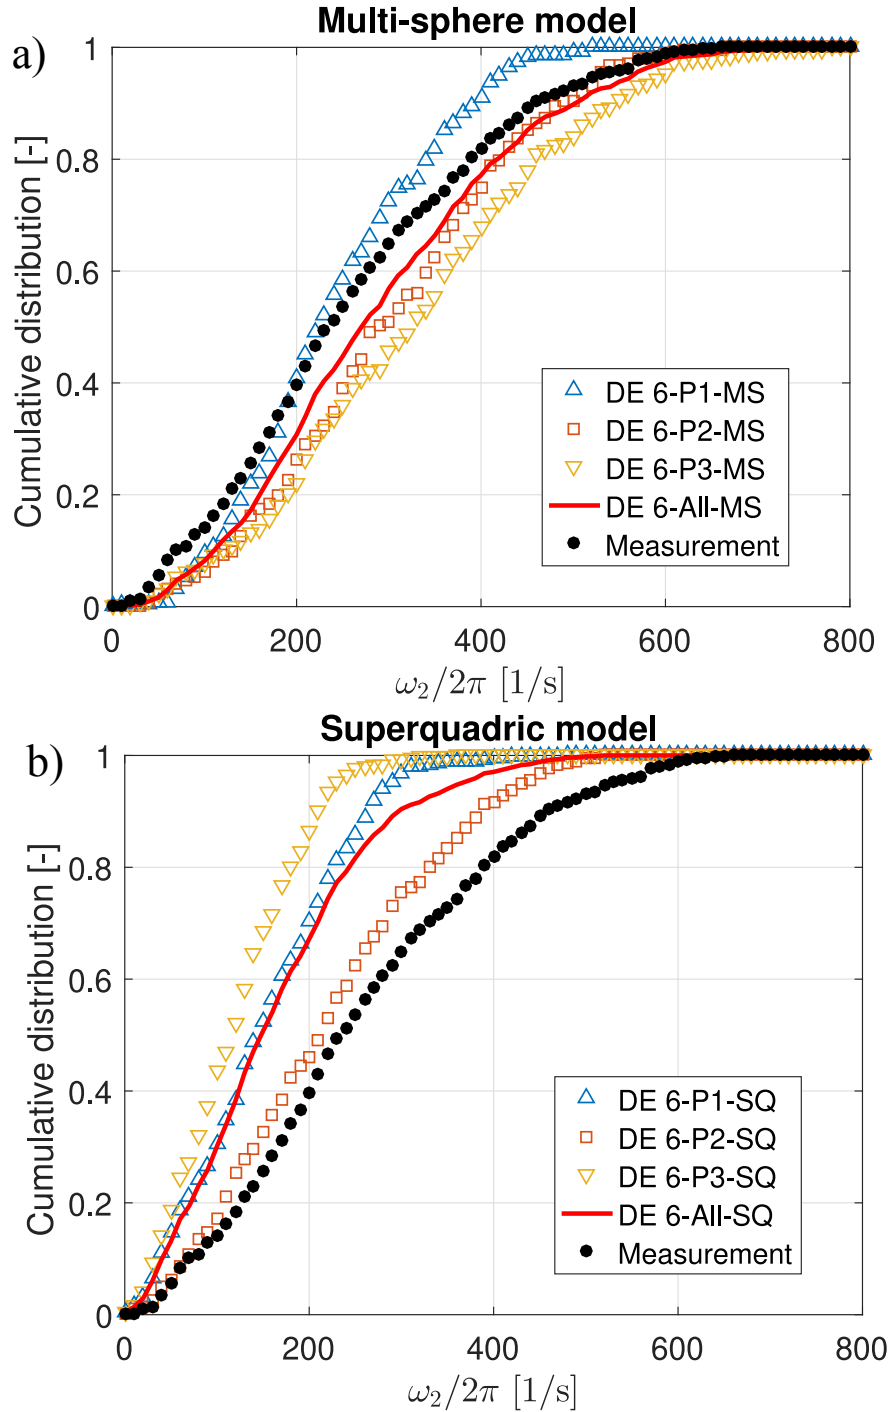 Multi-sphere model
a)
Cumulative distribution [-]
1
0.8
0.6
0.4
0.2
0
DE 6-P1-MS
DE 6-P2-MS
DE 6-P3-MS
DE 6-All-MS
Measurement
0 200 400 600 800
ω₂/2π [1/s]
Superquadric model
b)
Cumulative distribution [-]
1
0.8
0.6
0.4
0.2
0
DE 6-P1-SQ
DE 6-P2-SQ
DE 6-P3-SQ
DE 6-All-SQ
Measurement
0 200 400 600 800
ω₂/2π [1/s]